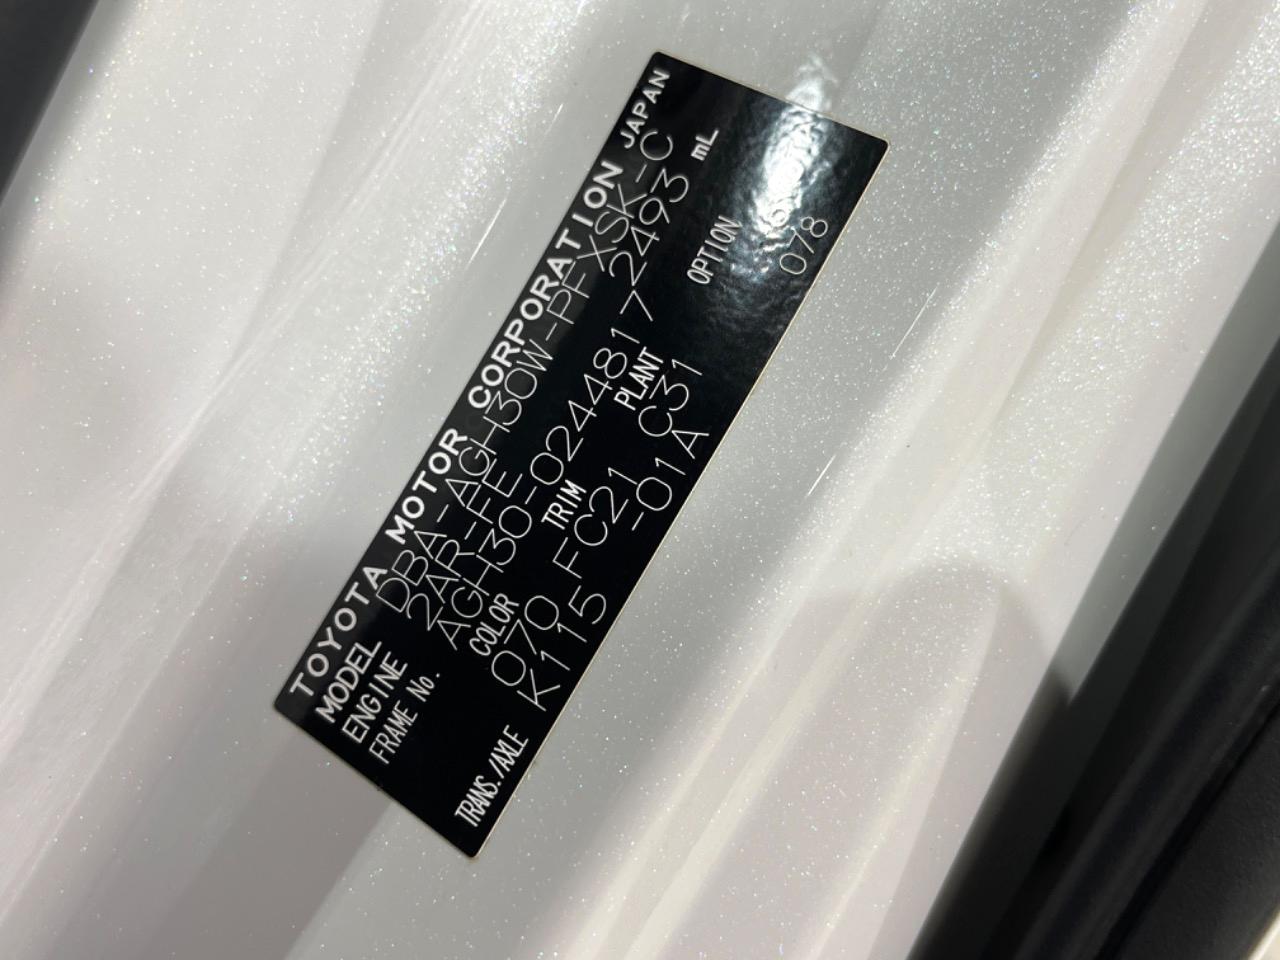 TOYOTA MOTOR CORPORATION JAPAN
MODEL DBA-AGH30W-PFXSK-C
ENGINE 2AR-FE 2493 mL
FRAME No. AGH30-0244817
COLOR TRIM PLANT OPTION
070 FC21 C31
TRANS./AXLE K115 -01A 078